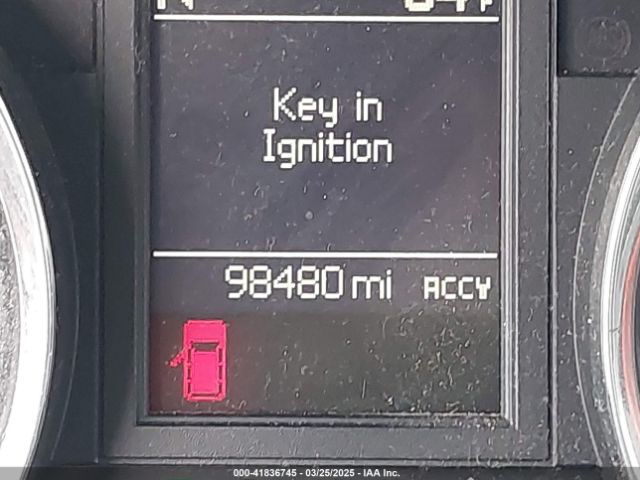 Key in
Ignition
98480 mi ACCY
000-41836745 - 03/25/2025 - IAA Inc.